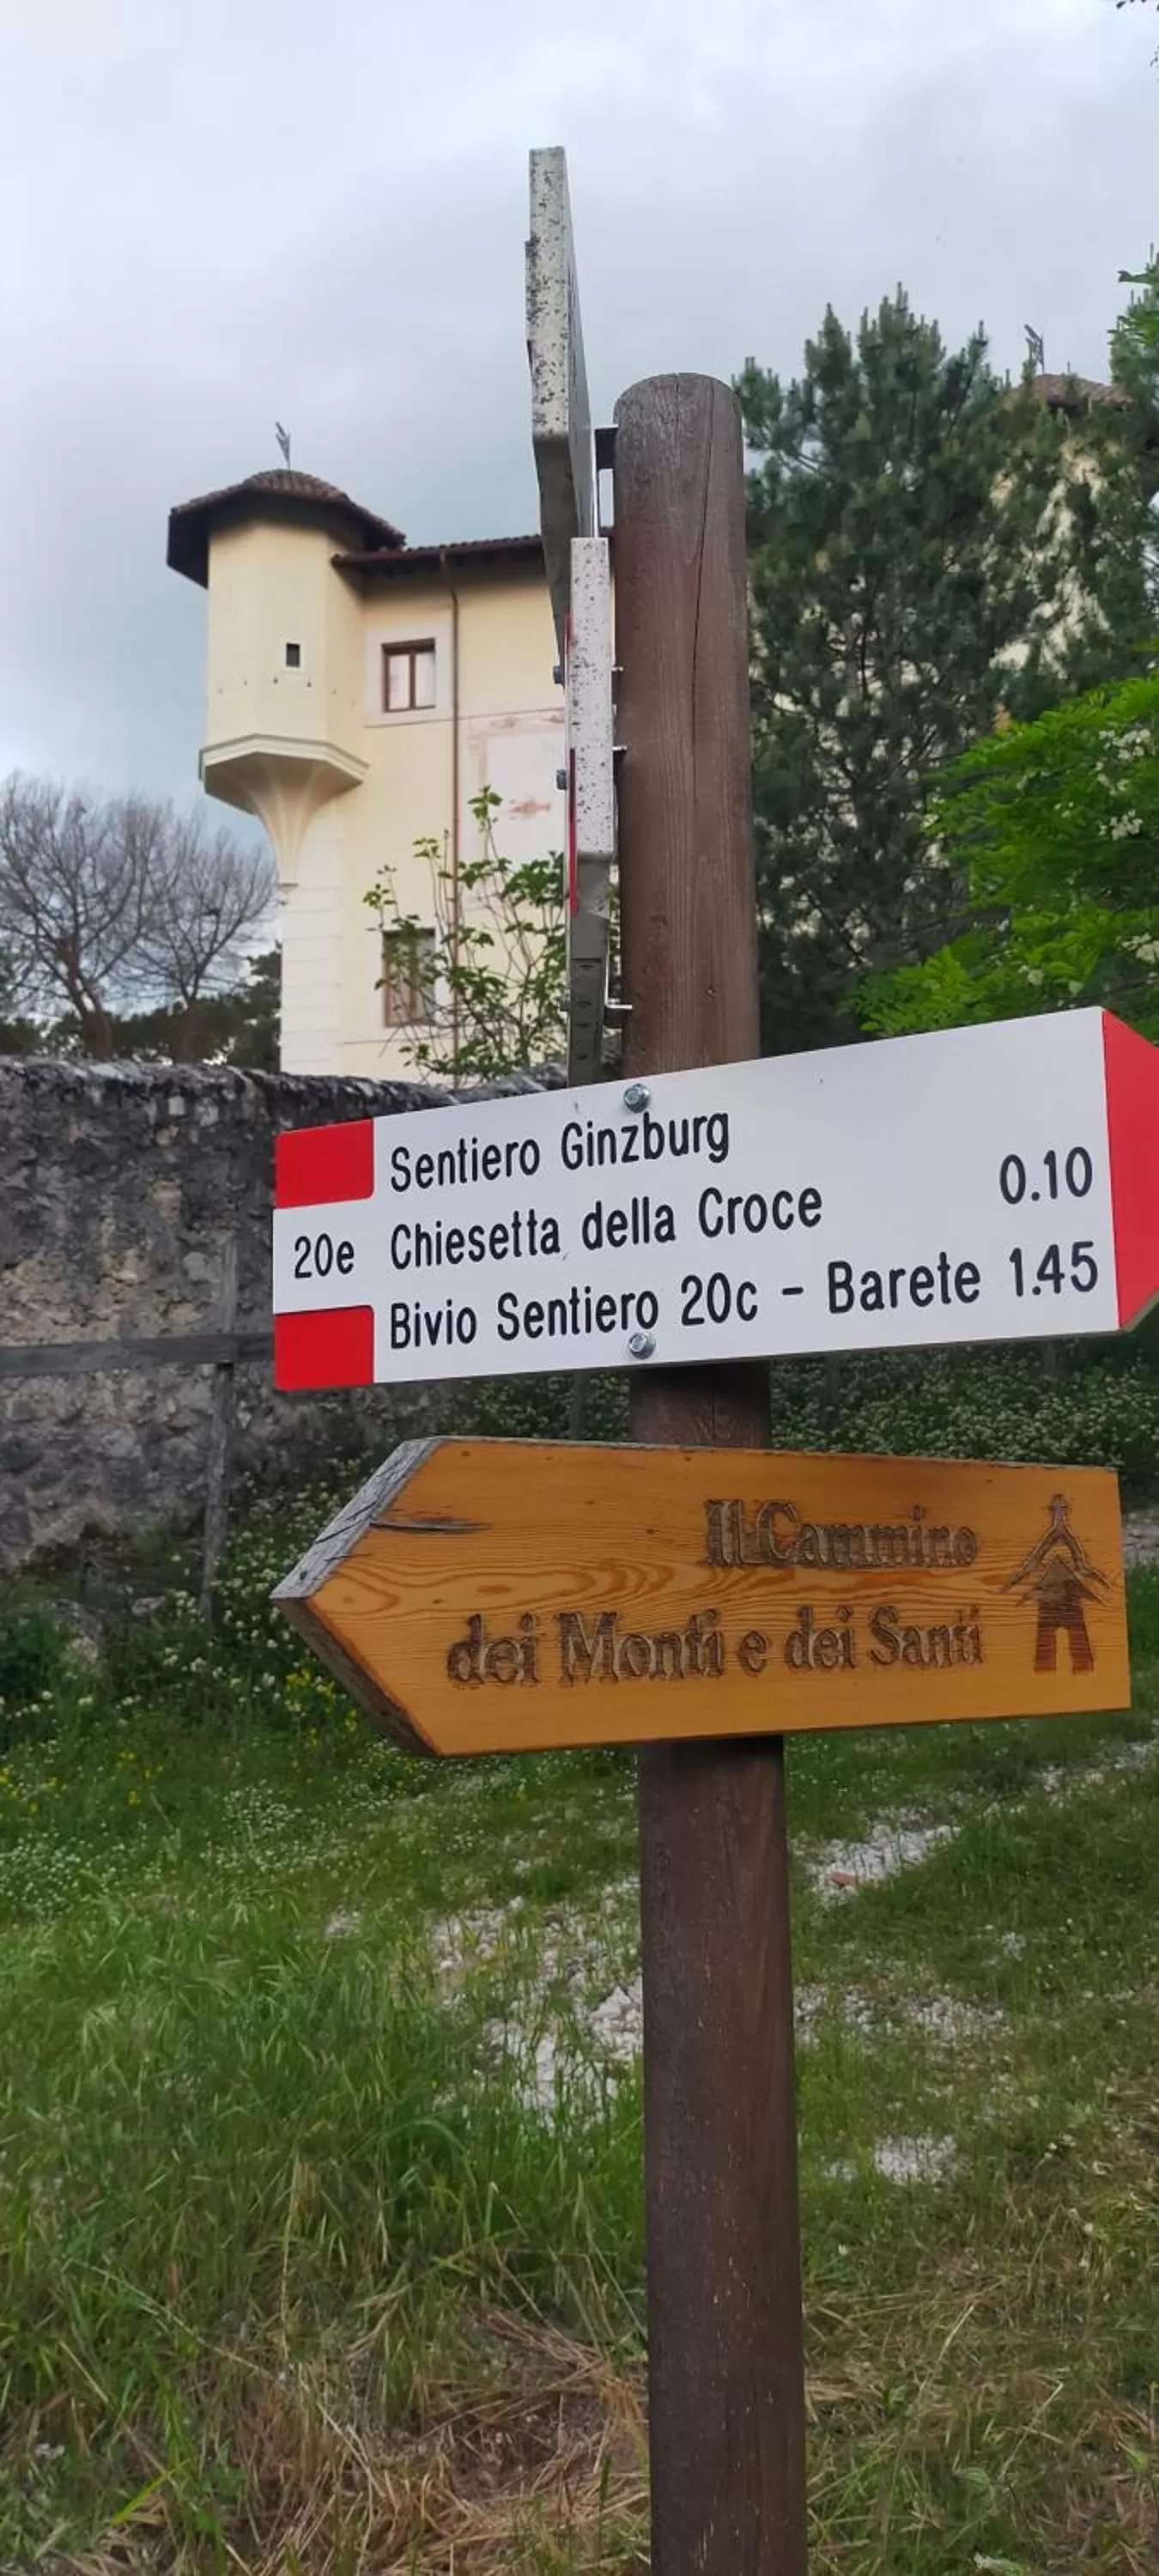 Sentiero Ginzburg
20e Chiesetta della Croce 0.10
Bivio Sentiero 20c - Barete 1.45
Il Cammino
dei Monti e dei Santi